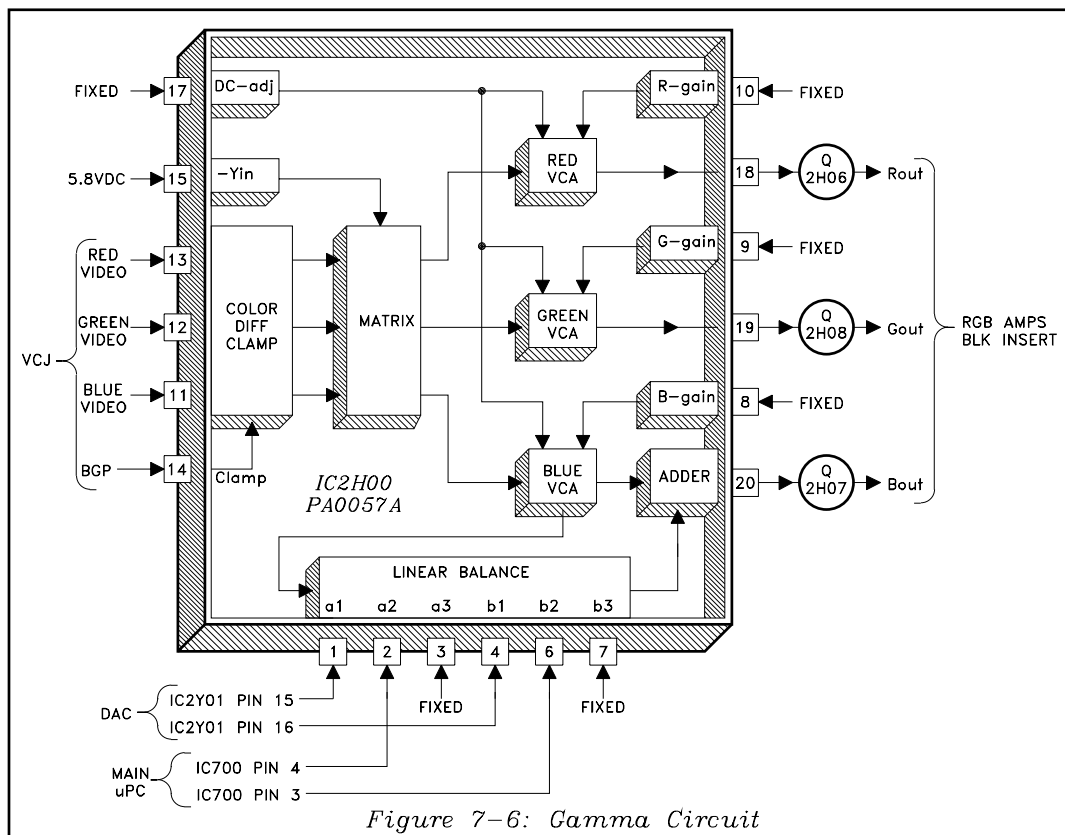 FIXED
17
DC-adj
R-gain
10
FIXED
5.8VDC
15
-Yin
RED
VCA
18
Q
2H06
Rout
VCJ
RED
VIDEO
13
GREEN
VIDEO
12
BLUE
VIDEO
11
BGP
14
COLOR
DIFF
CLAMP
Clamp
MATRIX
G-gain
9
FIXED
GREEN
VCA
19
Q
2H08
Gout
RGB AMPS
BLK INSERT
B-gain
8
FIXED
BLUE
VCA
ADDER
20
Q
2H07
Bout
IC2H00
PA0057A
LINEAR BALANCE
a1 a2 a3 b1 b2 b3
1 2 3 4 6 7
FIXED
FIXED
DAC
IC2Y01 PIN 15
IC2Y01 PIN 16
MAIN
uPC
IC700 PIN 4
IC700 PIN 3
Figure 7-6: Gamma Circuit